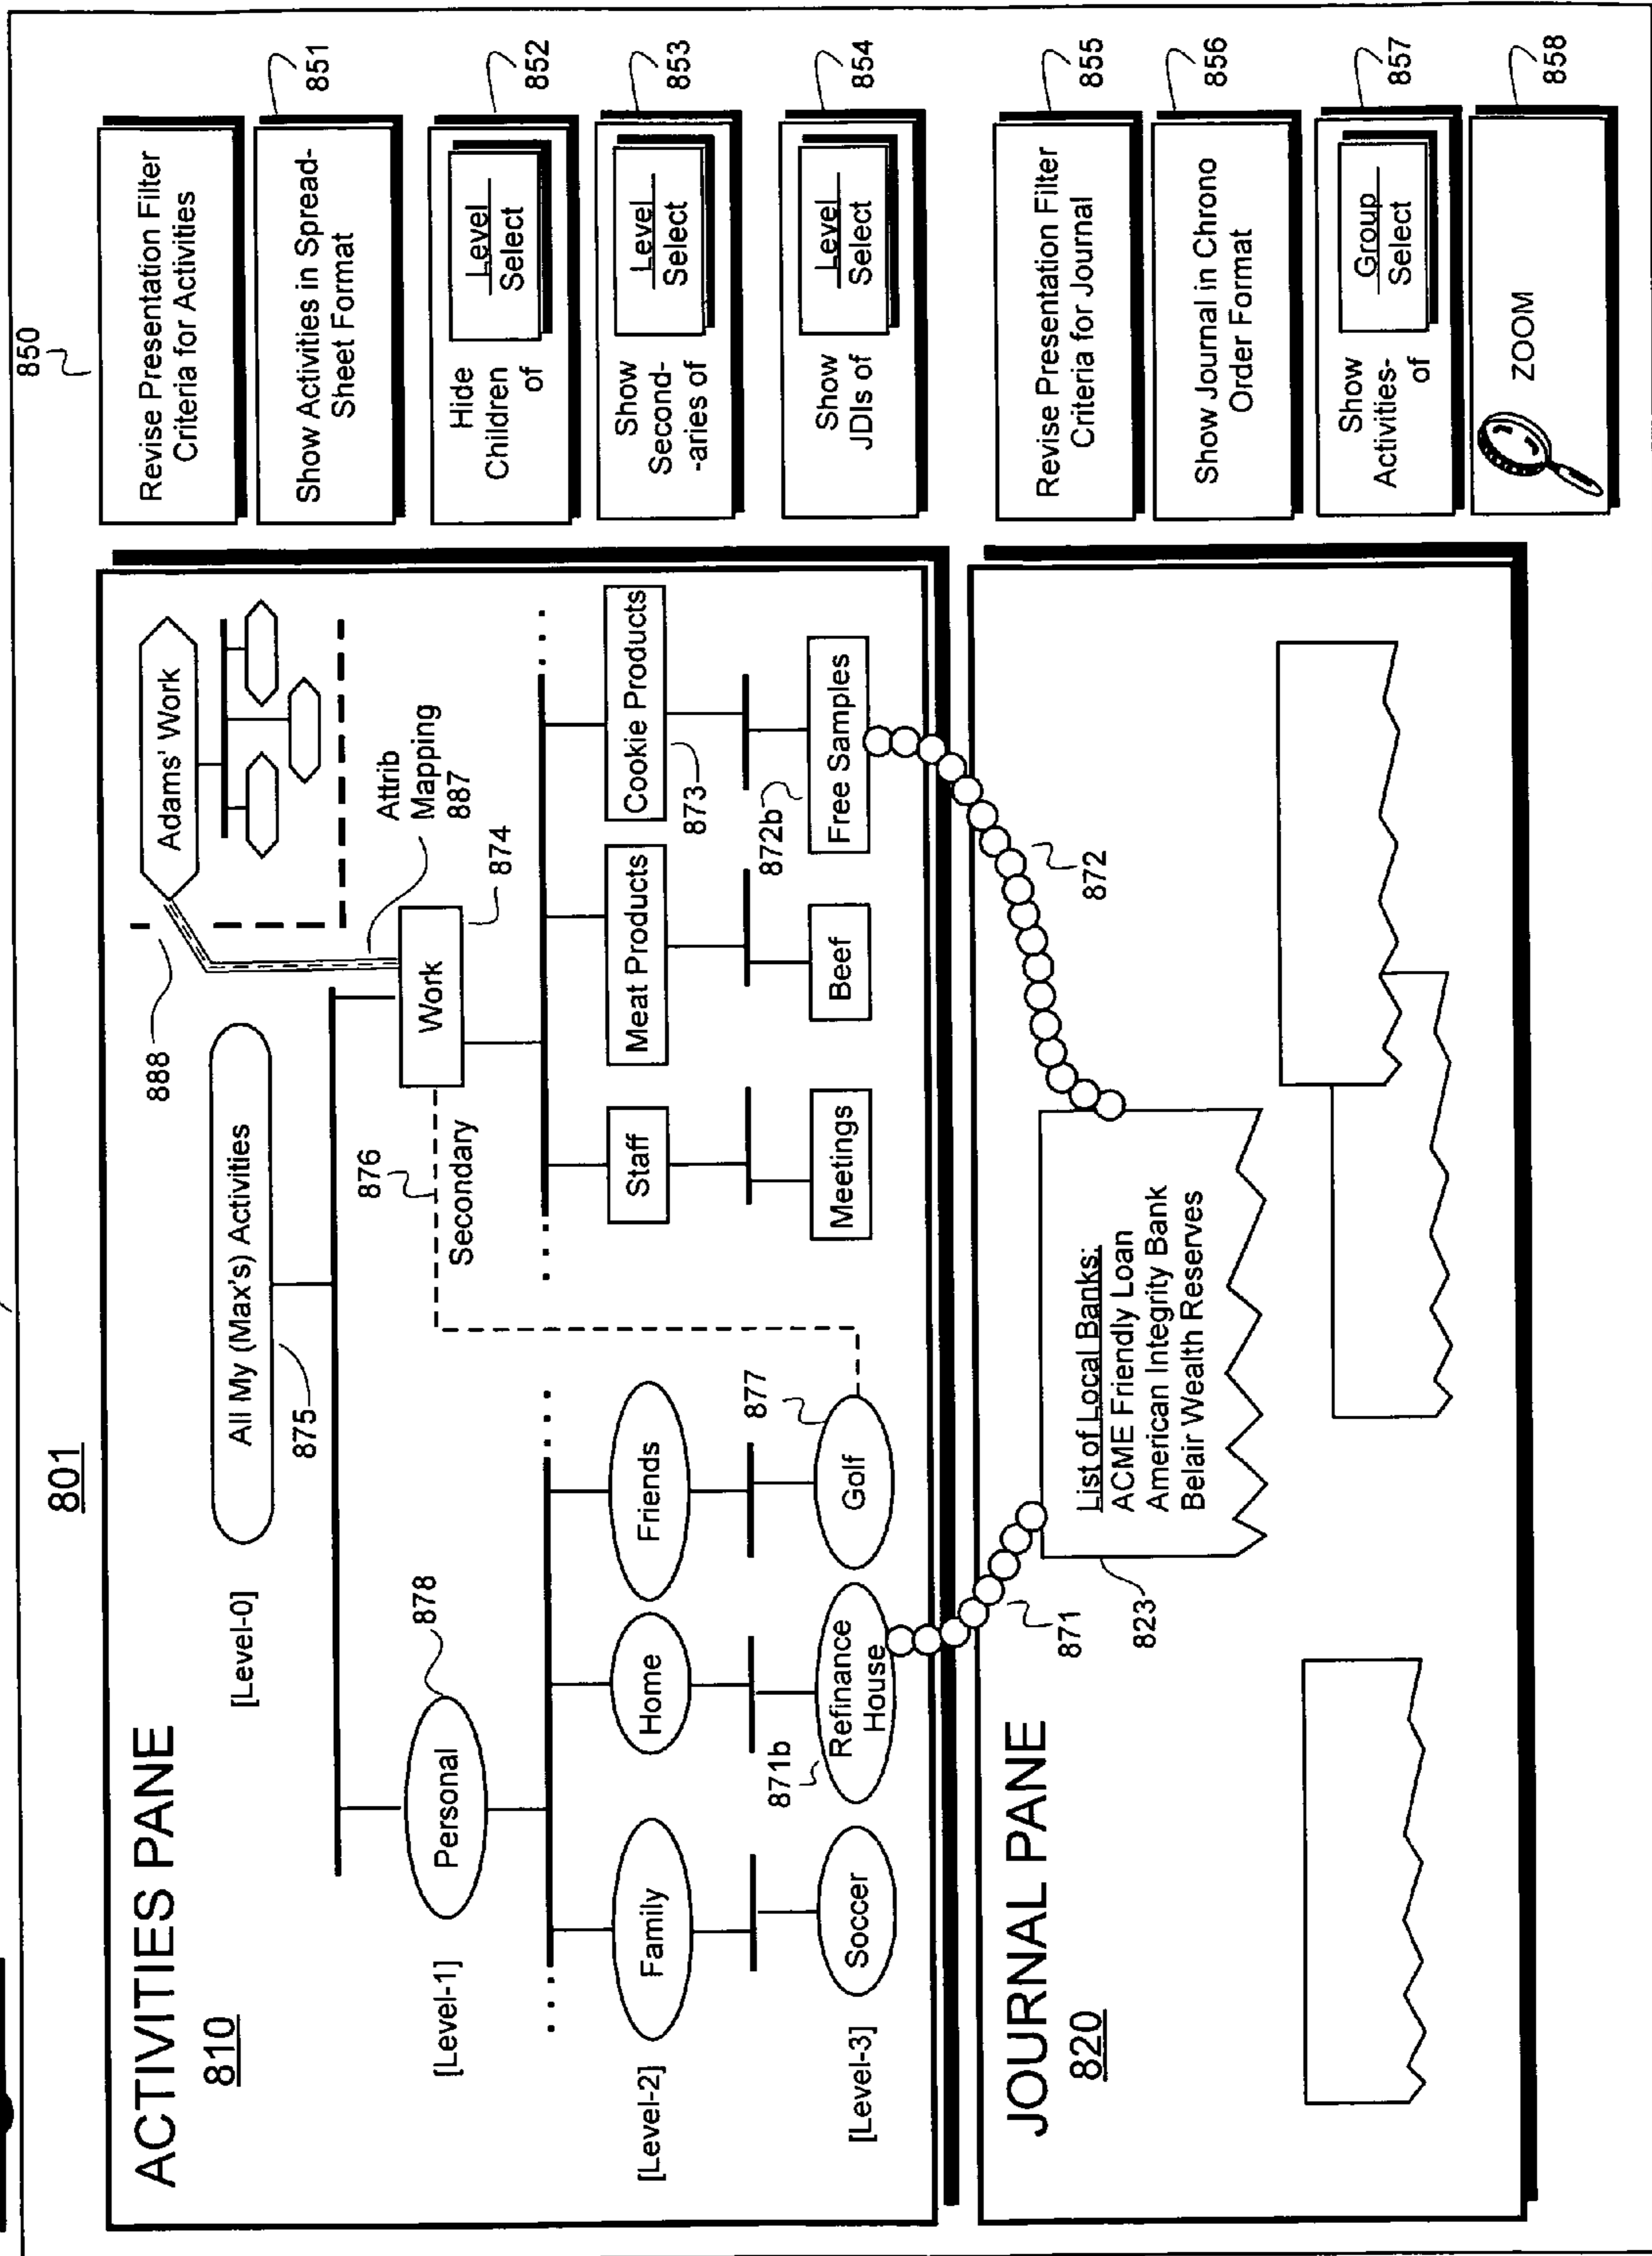 801
850
ACTIVITIES PANE
810
[Level-0]
All My (Max's) Activities
875
888
Adams' Work
Attrib
Mapping
887
[Level-1]
Personal
878
876
Secondary
Work
874
[Level-2]
Family
Home
Friends
Staff
Meat Products
Cookie Products
873
[Level-3]
Soccer
871b
Refinance
House
877
Golf
Meetings
Beef
872b
Free Samples
JOURNAL PANE
820
871
823
872
List of Local Banks:
ACME Friendly Loan
American Integrity Bank
Belair Wealth Reserves
Revise Presentation Filter
Criteria for Activities
Show Activities in Spread-
Sheet Format
851
Hide
Children
of
Level
Select
852
Show
Second-
-aries of
Level
Select
853
Show
JDIs of
Level
Select
854
Revise Presentation Filter
Criteria for Journal
855
Show Journal in Chrono
Order Format
856
Show
Activities-
of
Group
Select
857
ZOOM
858